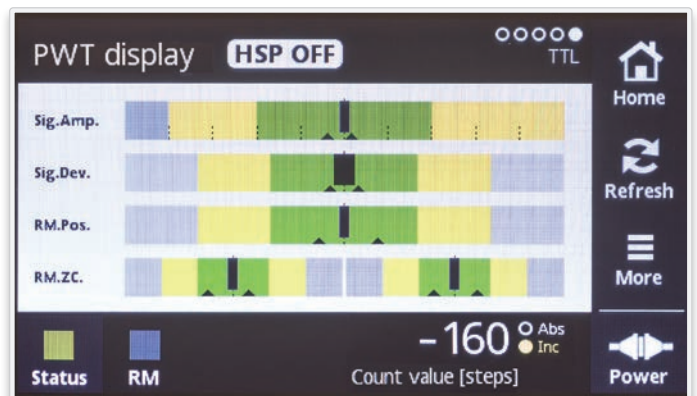 PWT display
HSP OFF
TTL
Home
Sig.Amp.
Sig.Dev.
Refresh
RM.Pos.
RM.ZC.
More
-160
Abs
Inc
Status
RM
Count value [steps]
Power